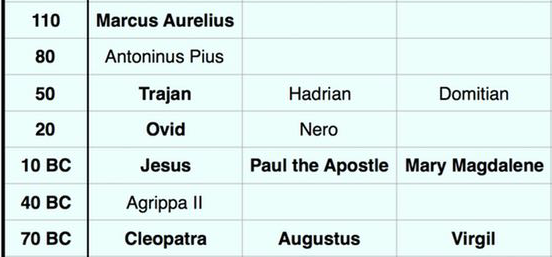 110 Marcus Aurelius
80 Antoninus Pius
50 Trajan Hadrian Domitian
20 Ovid Nero
10 BC Jesus Paul the Apostle Mary Magdalene
40 BC Agrippa II
70 BC Cleopatra Augustus Virgil